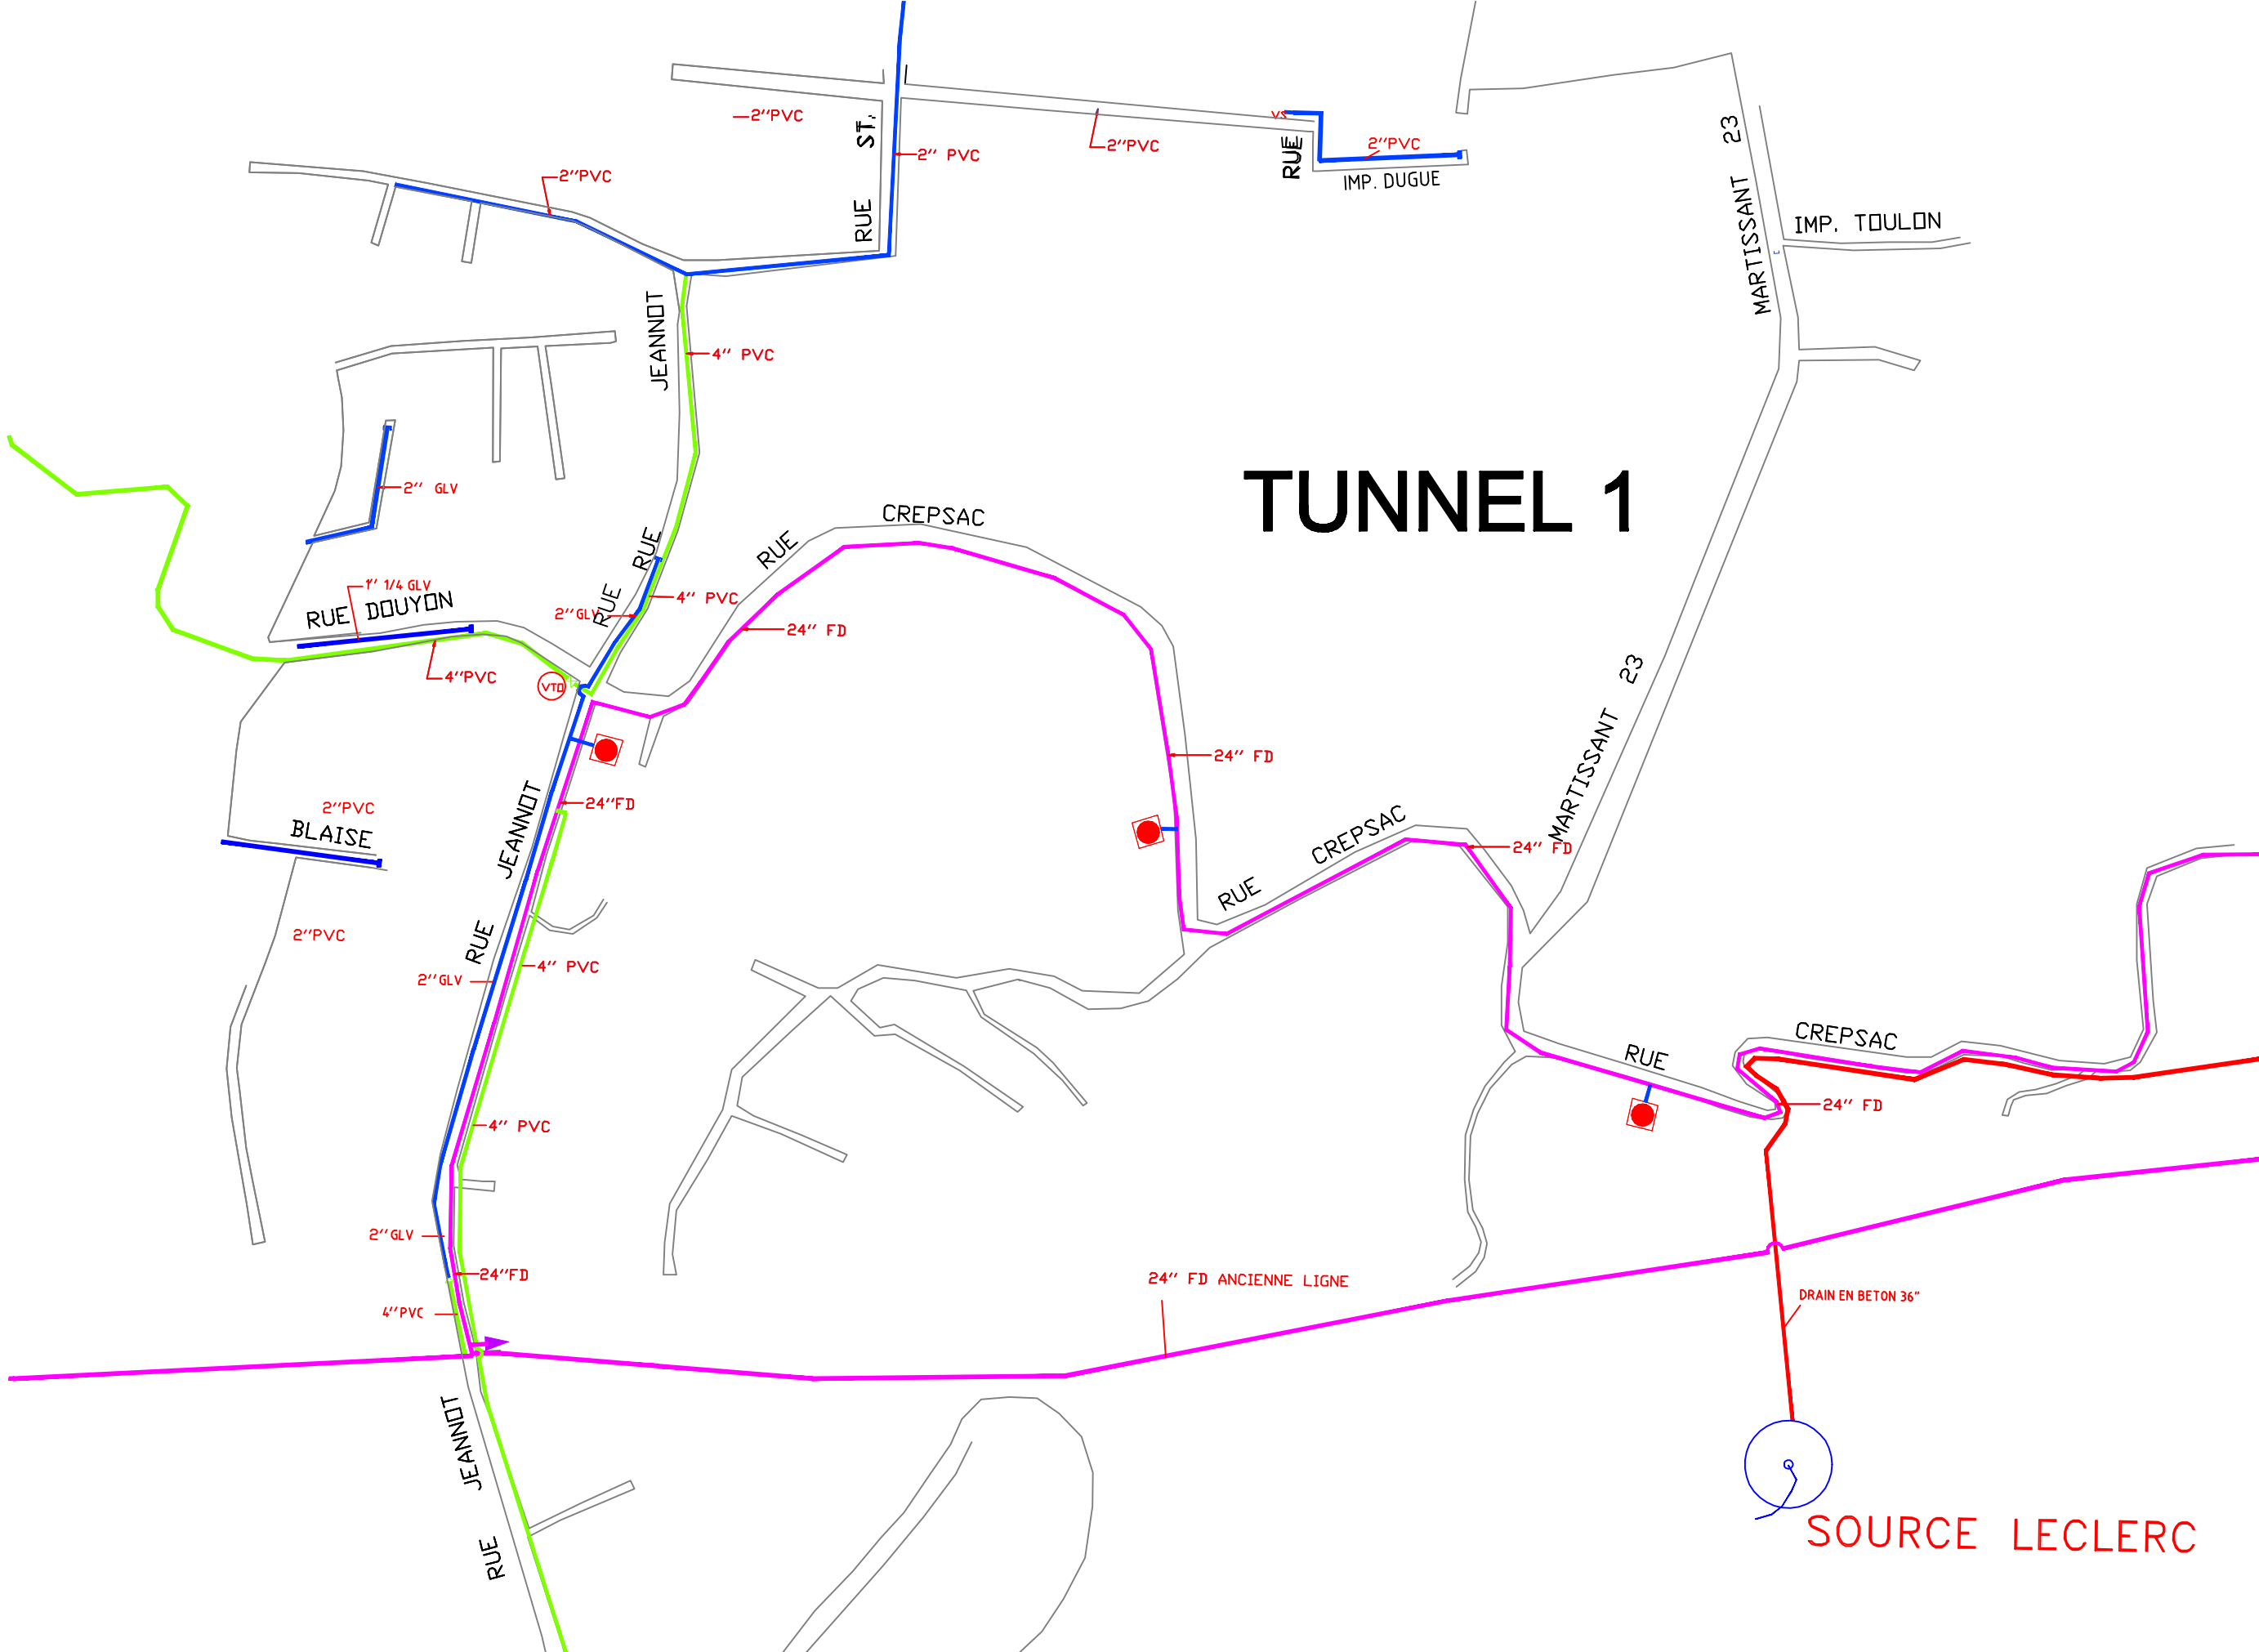 2''PVC
2'' PVC
RUE ST.
2''PVC
VS
RUE
2''PVC
IMP. DUGUE
MARTISSANT 23
IMP. TOULON
2''PVC
JEANNOT
4'' PVC
2'' GLV
TUNNEL 1
CREPSAC
RUE
RUE
1'' 1/4 GLV
RUE DOUYON
2''GLV
RUE
4'' PVC
24'' FD
4''PVC
VTD
MARTISSANT 23
24'' FD
24''FD
JEANNOT
RUE
2''PVC
BLAISE
2''PVC
RUE CREPSAC
24'' FD
2''GLV
4'' PVC
RUE CREPSAC
24'' FD
4'' PVC
2''GLV
24''FD
4''PVC
24'' FD ANCIENNE LIGNE
DRAIN EN BETON 36"
JEANNOT
RUE
SOURCE LECLERC